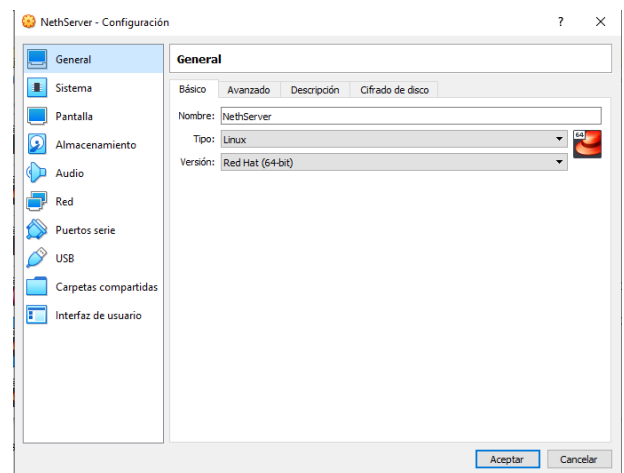 NethServer - Configuración ? ×
General
Sistema
Pantalla
Almacenamiento
Audio
Red
Puertos serie
USB
Carpetas compartidas
Interfaz de usuario
General
Básico Avanzado Descripción Cifrado de disco
Nombre: NethServer
Tipo: Linux
64
Versión: Red Hat (64-bit)
Aceptar Cancelar